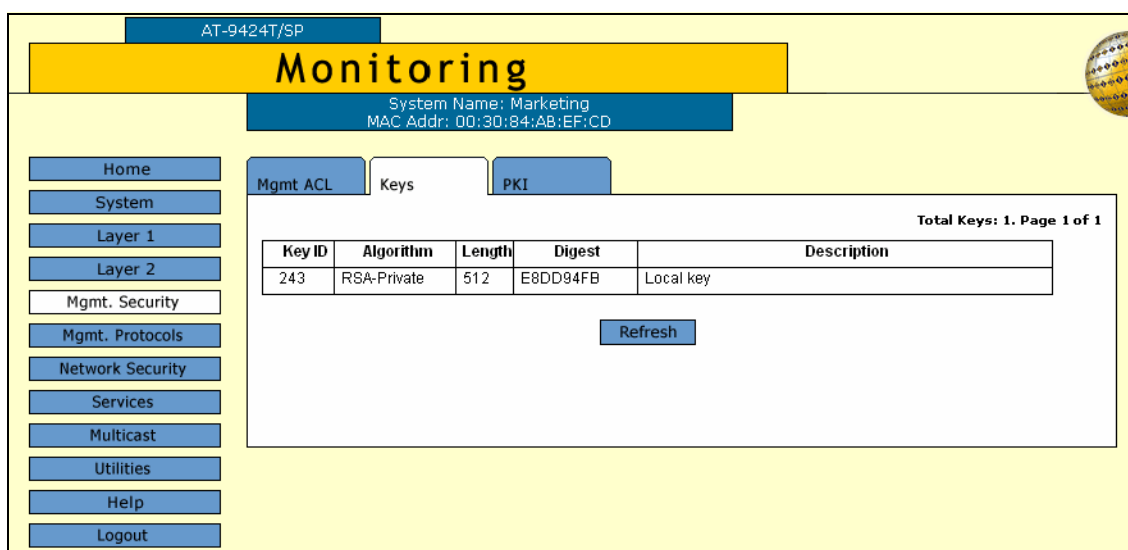 AT-9424T/SP
Monitoring
System Name: Marketing
MAC Addr: 00:30:84:AB:EF:CD
Home
System
Layer 1
Layer 2
Mgmt. Security
Mgmt. Protocols
Network Security
Services
Multicast
Utilities
Help
Logout
Mgmt ACL Keys PKI
Total Keys: 1. Page 1 of 1
Key ID Algorithm Length Digest Description
243 RSA-Private 512 E8DD94FB Local key
Refresh